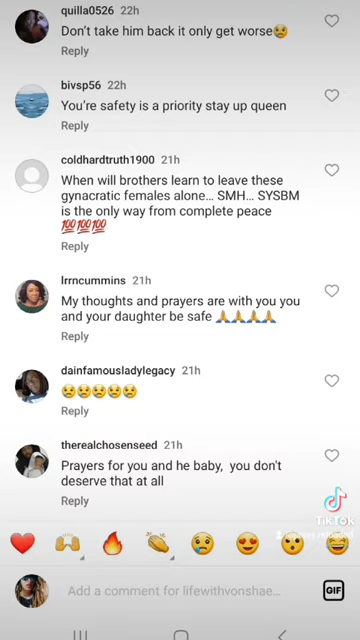 quilla0526 22h
Don't take him back it only get worse😢
Reply
bivsp56 22h
You're safety is a priority stay up queen
Reply
coldhardtruth1900 21h
When will brothers learn to leave these
gynacratic females alone... SMH... SYSBM
is the only way from complete peace
💯💯💯
Reply
lrrncummins 21h
My thoughts and prayers are with you you
and your daughter be safe 🙏🙏🙏🙏
Reply
dainfamousladylegacy 21h
😢😢😢😢😢
Reply
therealchosenseed 21h
Prayers for you and he baby, you don't
deserve that at all
Reply
TikTok
Add a comment for lifewithvonshae...
GIF